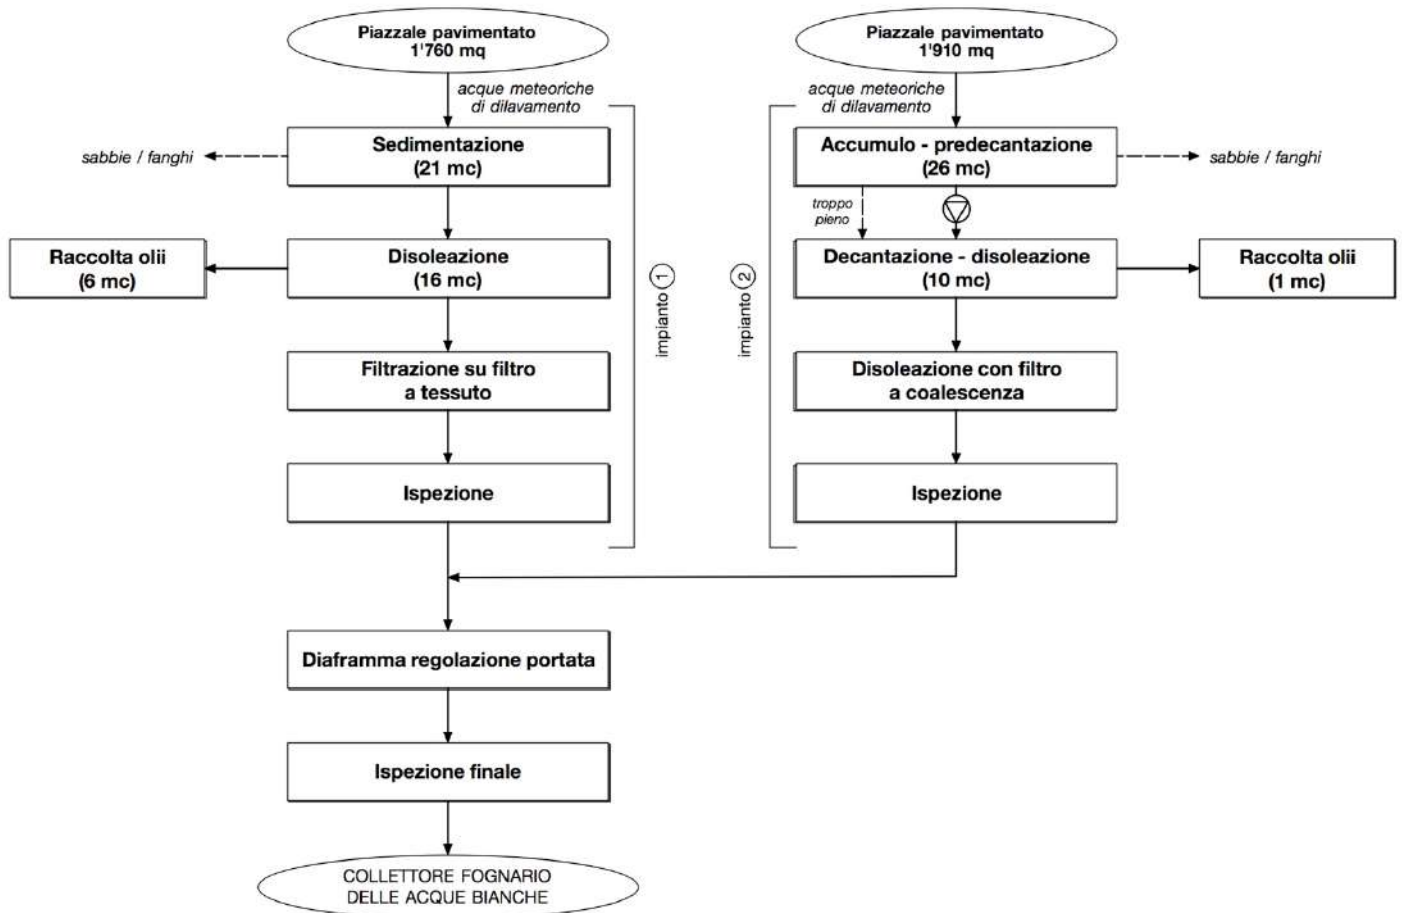 Piazzale pavimentato
1'760 mq
acque meteoriche
di dilavamento
Sedimentazione
(21 mc)
sabbie / fanghi
Disoleazione
(16 mc)
Raccolta olii
(6 mc)
Filtrazione su filtro
a tessuto
Ispezione
impianto 1
Piazzale pavimentato
1'910 mq
acque meteoriche
di dilavamento
Accumulo - predecantazione
(26 mc)
sabbie / fanghi
troppo
pieno
Decantazione - disoleazione
(10 mc)
Raccolta olii
(1 mc)
Disoleazione con filtro
a coalescenza
Ispezione
impianto 2
Diaframma regolazione portata
Ispezione finale
COLLETTORE FOGNARIO
DELLE ACQUE BIANCHE